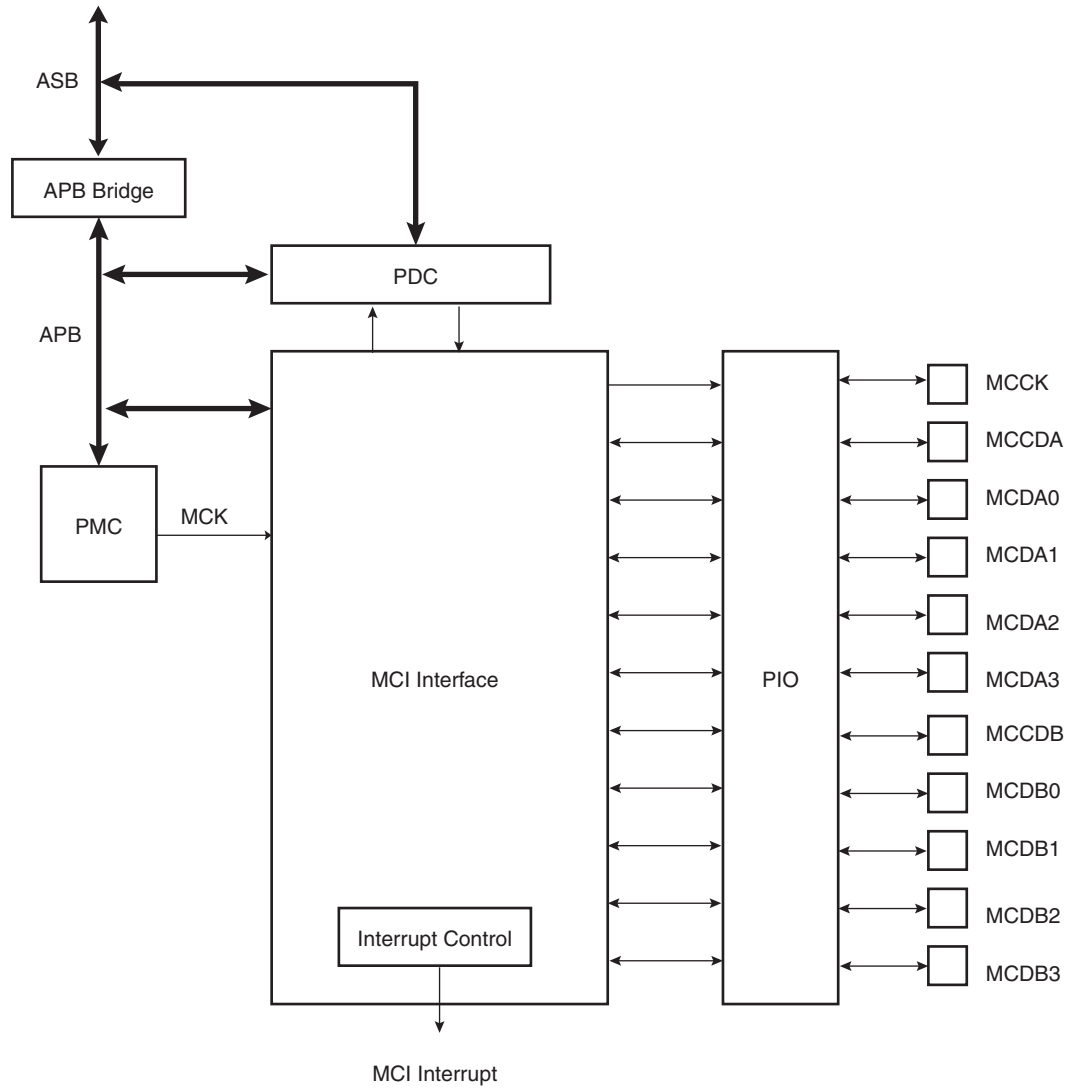 ASB
APB Bridge
PDC
APB
MCCK
MCCDA
MCDA0
PMC
MCK
MCDA1
MCDA2
MCI Interface
PIO
MCDA3
MCCDB
MCDB0
MCDB1
MCDB2
Interrupt Control
MCDB3
MCI Interrupt